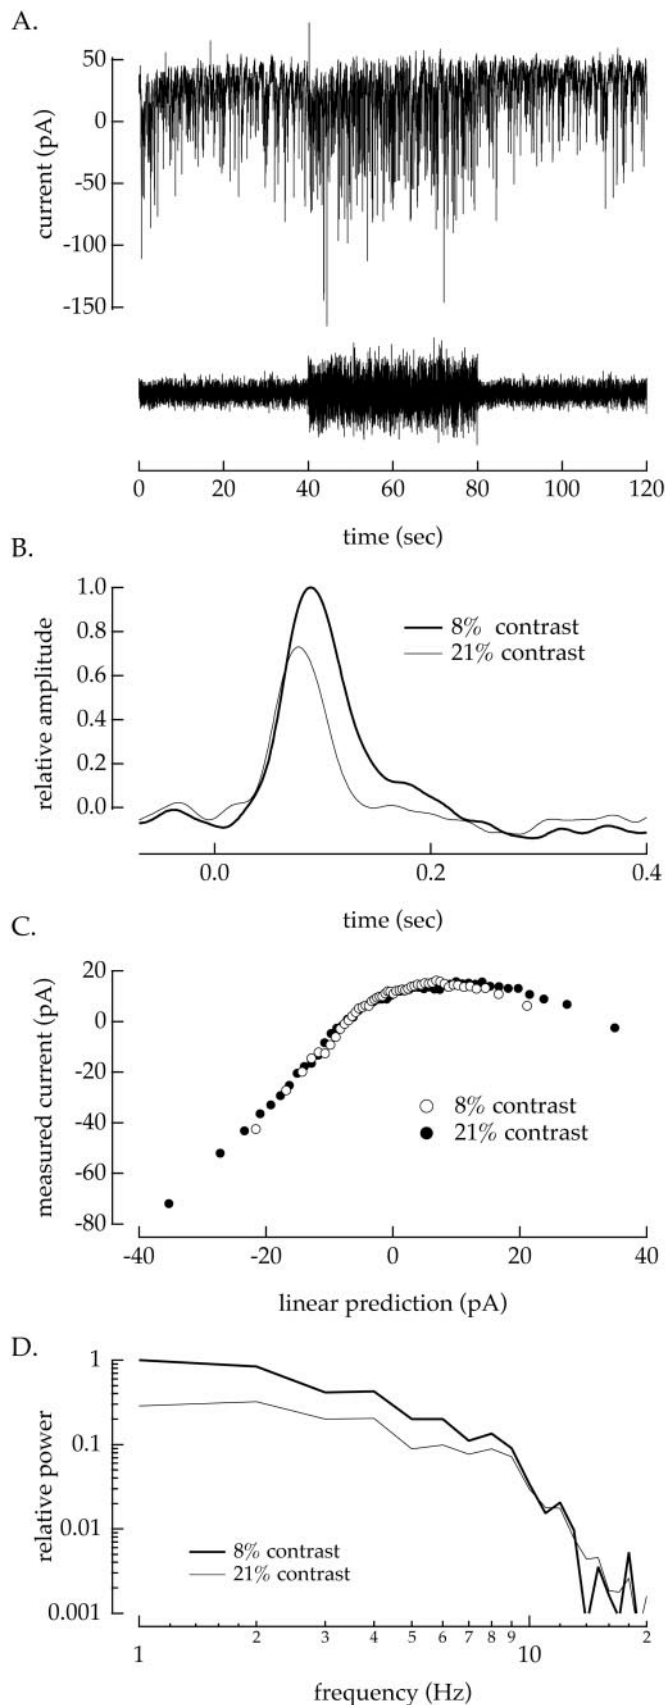 A.
50
0
-50
-100
-150
current (pA)
0 20 40 60 80 100 120
time (sec)
B.
1.0
0.8
0.6
0.4
0.2
0.0
relative amplitude
8% contrast
21% contrast
0.0 0.2 0.4
time (sec)
C.
20
0
-20
-40
-60
-80
measured current (pA)
8% contrast
21% contrast
-40 -20 0 20 40
linear prediction (pA)
D.
1
0.1
0.01
0.001
relative power
8% contrast
21% contrast
1 2 3 4 5 6 7 8 9 10 2
frequency (Hz)